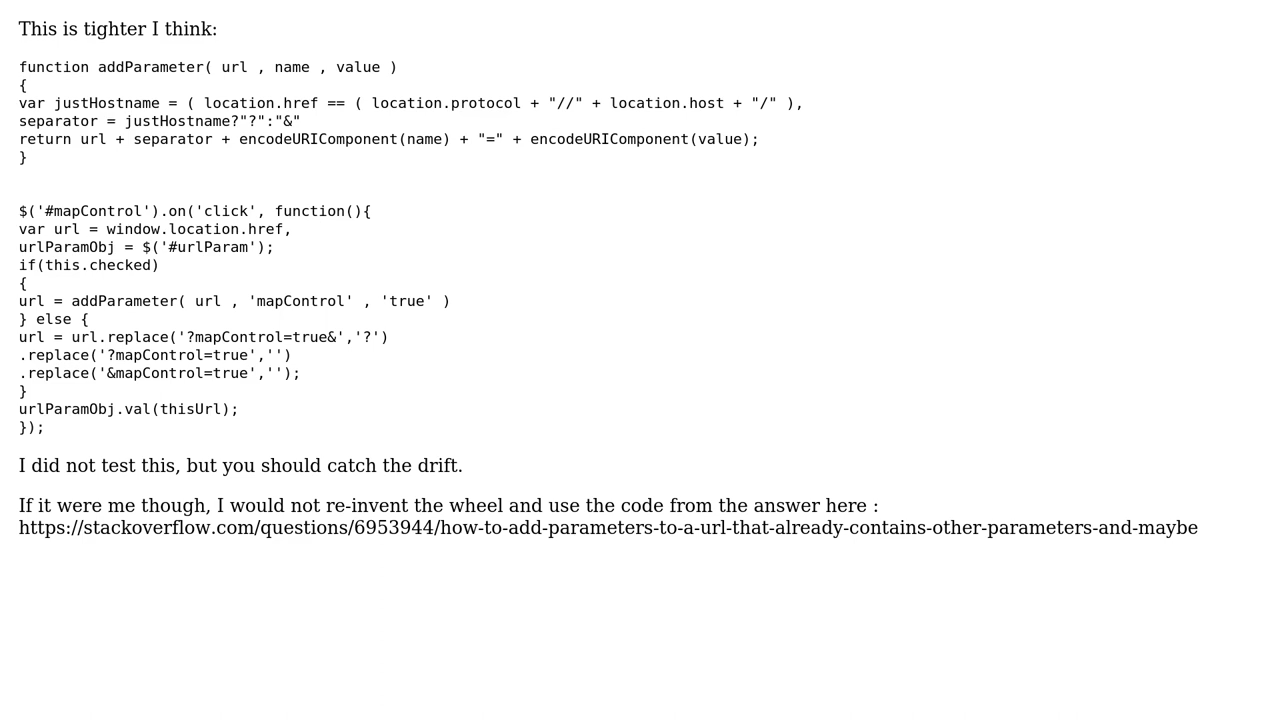 This is tighter I think:
function addParameter( url , name , value )
{
var justHostname = ( location.href == ( location.protocol + "//" + location.host + "/" ),
separator = justHostname?"?":"&"
return url + separator + encodeURIComponent(name) + "=" + encodeURIComponent(value);
}
$('#mapControl').on('click', function(){
var url = window.location.href,
urlParamObj = $('#urlParam');
if(this.checked)
{
url = addParameter( url , 'mapControl' , 'true' )
} else {
url = url.replace('?mapControl=true&','?')
.replace('?mapControl=true','')
.replace('&mapControl=true','');
}
urlParamObj.val(thisUrl);
});
I did not test this, but you should catch the drift.
If it were me though, I would not re-invent the wheel and use the code from the answer here :
https://stackoverflow.com/questions/6953944/how-to-add-parameters-to-a-url-that-already-contains-other-parameters-and-maybe